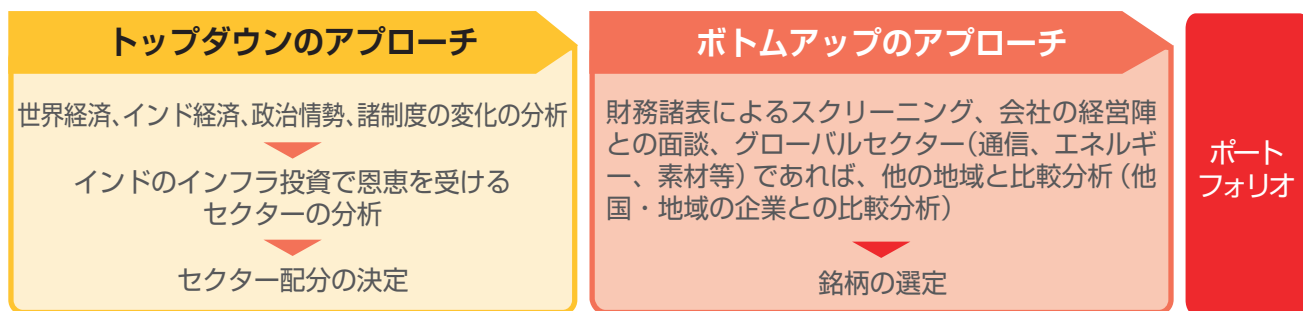 トップダウンのアプローチ
世界経済、インド経済、政治情勢、諸制度の変化の分析
インドのインフラ投資で恩恵を受ける
セクターの分析
セクター配分の決定
ボトムアップのアプローチ
財務諸表によるスクリーニング、会社の経営陣
との面談、グローバルセクター(通信、エネルギ
ー、素材等)であれば、他の地域と比較分析(他
国・地域の企業との比較分析)
銘柄の選定
ポート
フォリオ